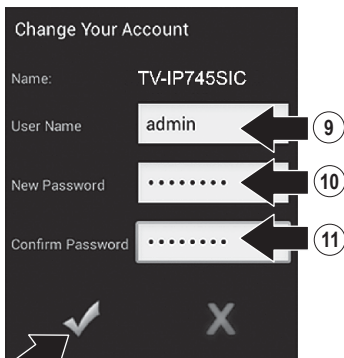 Change Your Account
Name: TV-IP745SIC
User Name admin 9
New Password •••••••• 10
Confirm Password •••••••• 11
X